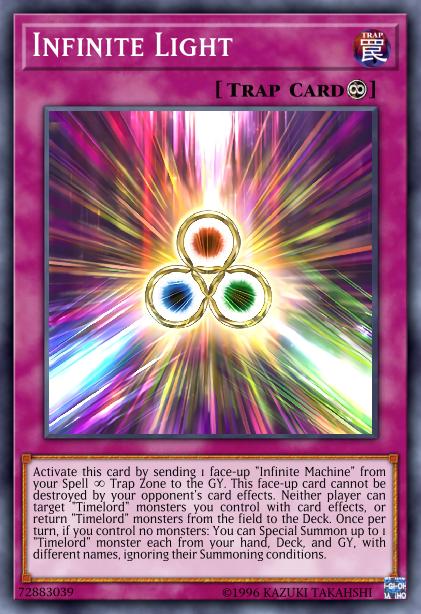 INFINITE LIGHT
TRAP
罠
[TRAP CARD∞]
Activate this card by sending 1 face-up "Infinite Machine" from
your Spell ∞ Trap Zone to the GY. This face-up card cannot be
destroyed by your opponent's card effects. Neither player can
target "Timelord" monsters you control with card effects, or
return "Timelord" monsters from the field to the Deck. Once per
turn, if you control no monsters: You can Special Summon up to 1
"Timelord" monster each from your hand, Deck, and GY, with
different names, ignoring their Summoning conditions.
72883039
©1996 KAZUKI TAKAHSHI